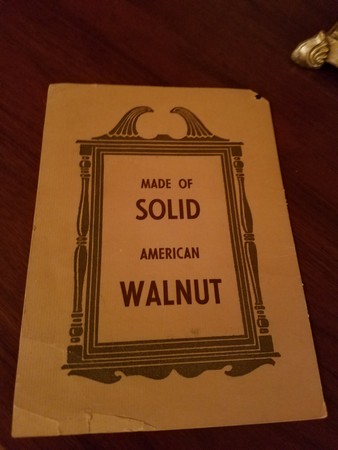 MADE OF
SOLID
AMERICAN
WALNUT